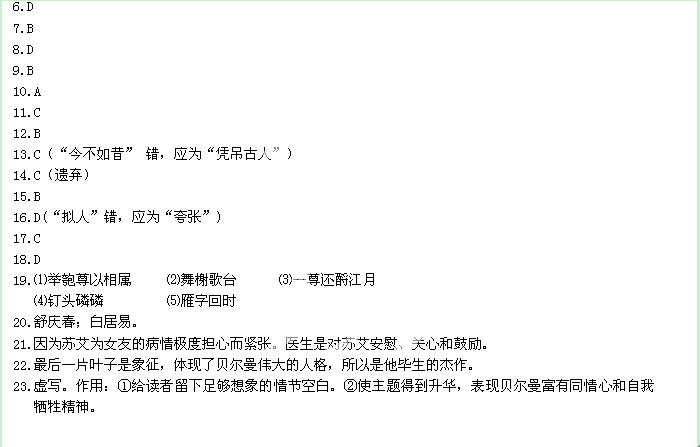 6.D
7.B
8.D
9.B
10.A
11.C
12.B
13.C（“今不如昔” 错，应为“凭吊古人”）
14.C（遗弃）
15.B
16.D(“拟人”错，应为“夸张”)
17.C
18.D
19.⑴举匏尊以相属 ⑵舞榭歌台 ⑶一尊还酹江月
⑷钉头磷磷 ⑸雁字回时
20.舒庆春；白居易。
21.因为苏艾为女友的病情极度担心而紧张。医生是对苏艾安慰、关心和鼓励。
22.最后一片叶子是象征，体现了贝尔曼伟大的人格，所以是他毕生的杰作。
23.虚写。作用：①给读者留下足够想象的情节空白。②使主题得到升华，表现贝尔曼富有同情心和自我
牺牲精神。